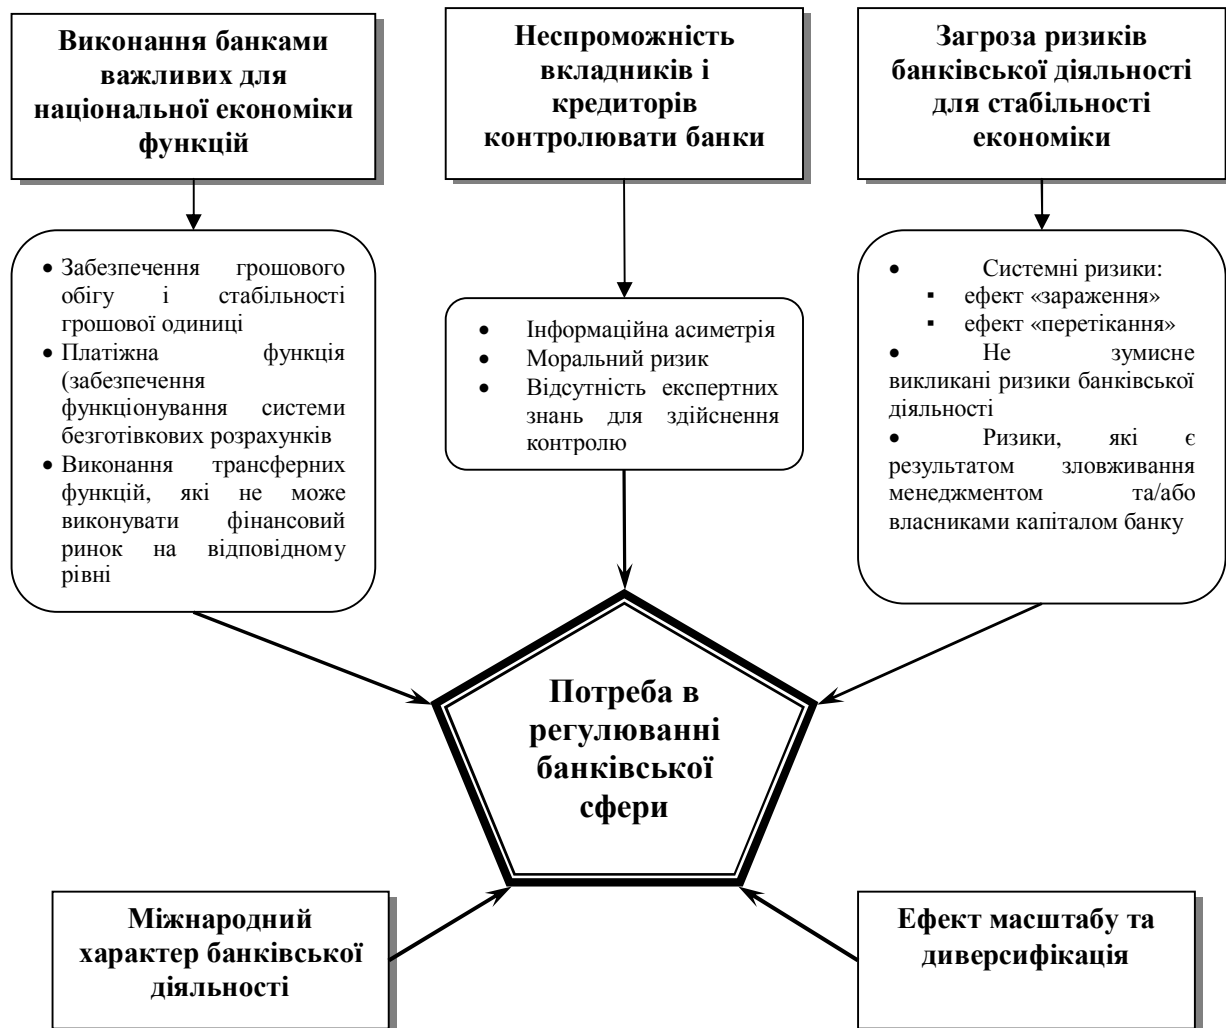 Виконання банками
важливих для
національної економіки
функцій
Неспроможність
вкладників і
кредиторів
контролювати банки
Загроза ризиків
банківської діяльності
для стабільності
економіки
• Забезпечення грошового
обігу і стабільності
грошової одиниці
• Платіжна функція
(забезпечення
функціонування системи
безготівкових розрахунків
• Виконання трансферних
функцій, які не може
виконувати фінансовий
ринок на відповідному
рівні
• Інформаційна асиметрія
• Моральний ризик
• Відсутність експертних
знань для здійснення
контролю
• Системні ризики:
▪ ефект «зараження»
▪ ефект «перетікання»
• Не зумисне
викликані ризики банківської
діяльності
• Ризики, які є
результатом зловживання
менеджментом та/або
власниками капіталом банку
Потреба в
регулюванні
банківської
сфери
Міжнародний
характер банківської
діяльності
Ефект масштабу та
диверсифікація